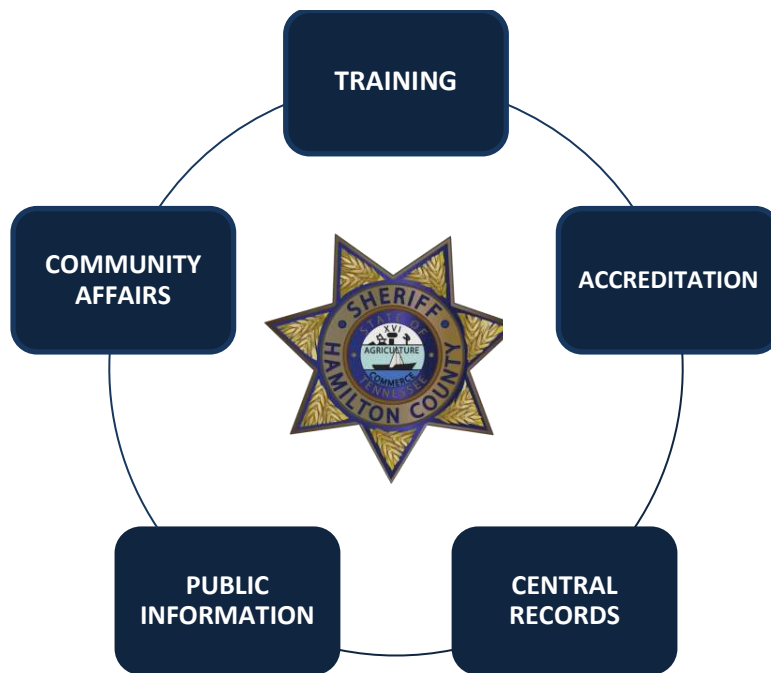 TRAINING
COMMUNITY
AFFAIRS
ACCREDITATION
SHERIFF
STATE OF
XVI
AGRICULTURE
COMMERCE
TENNESSEE
HAMILTON COUNTY
PUBLIC
INFORMATION
CENTRAL
RECORDS